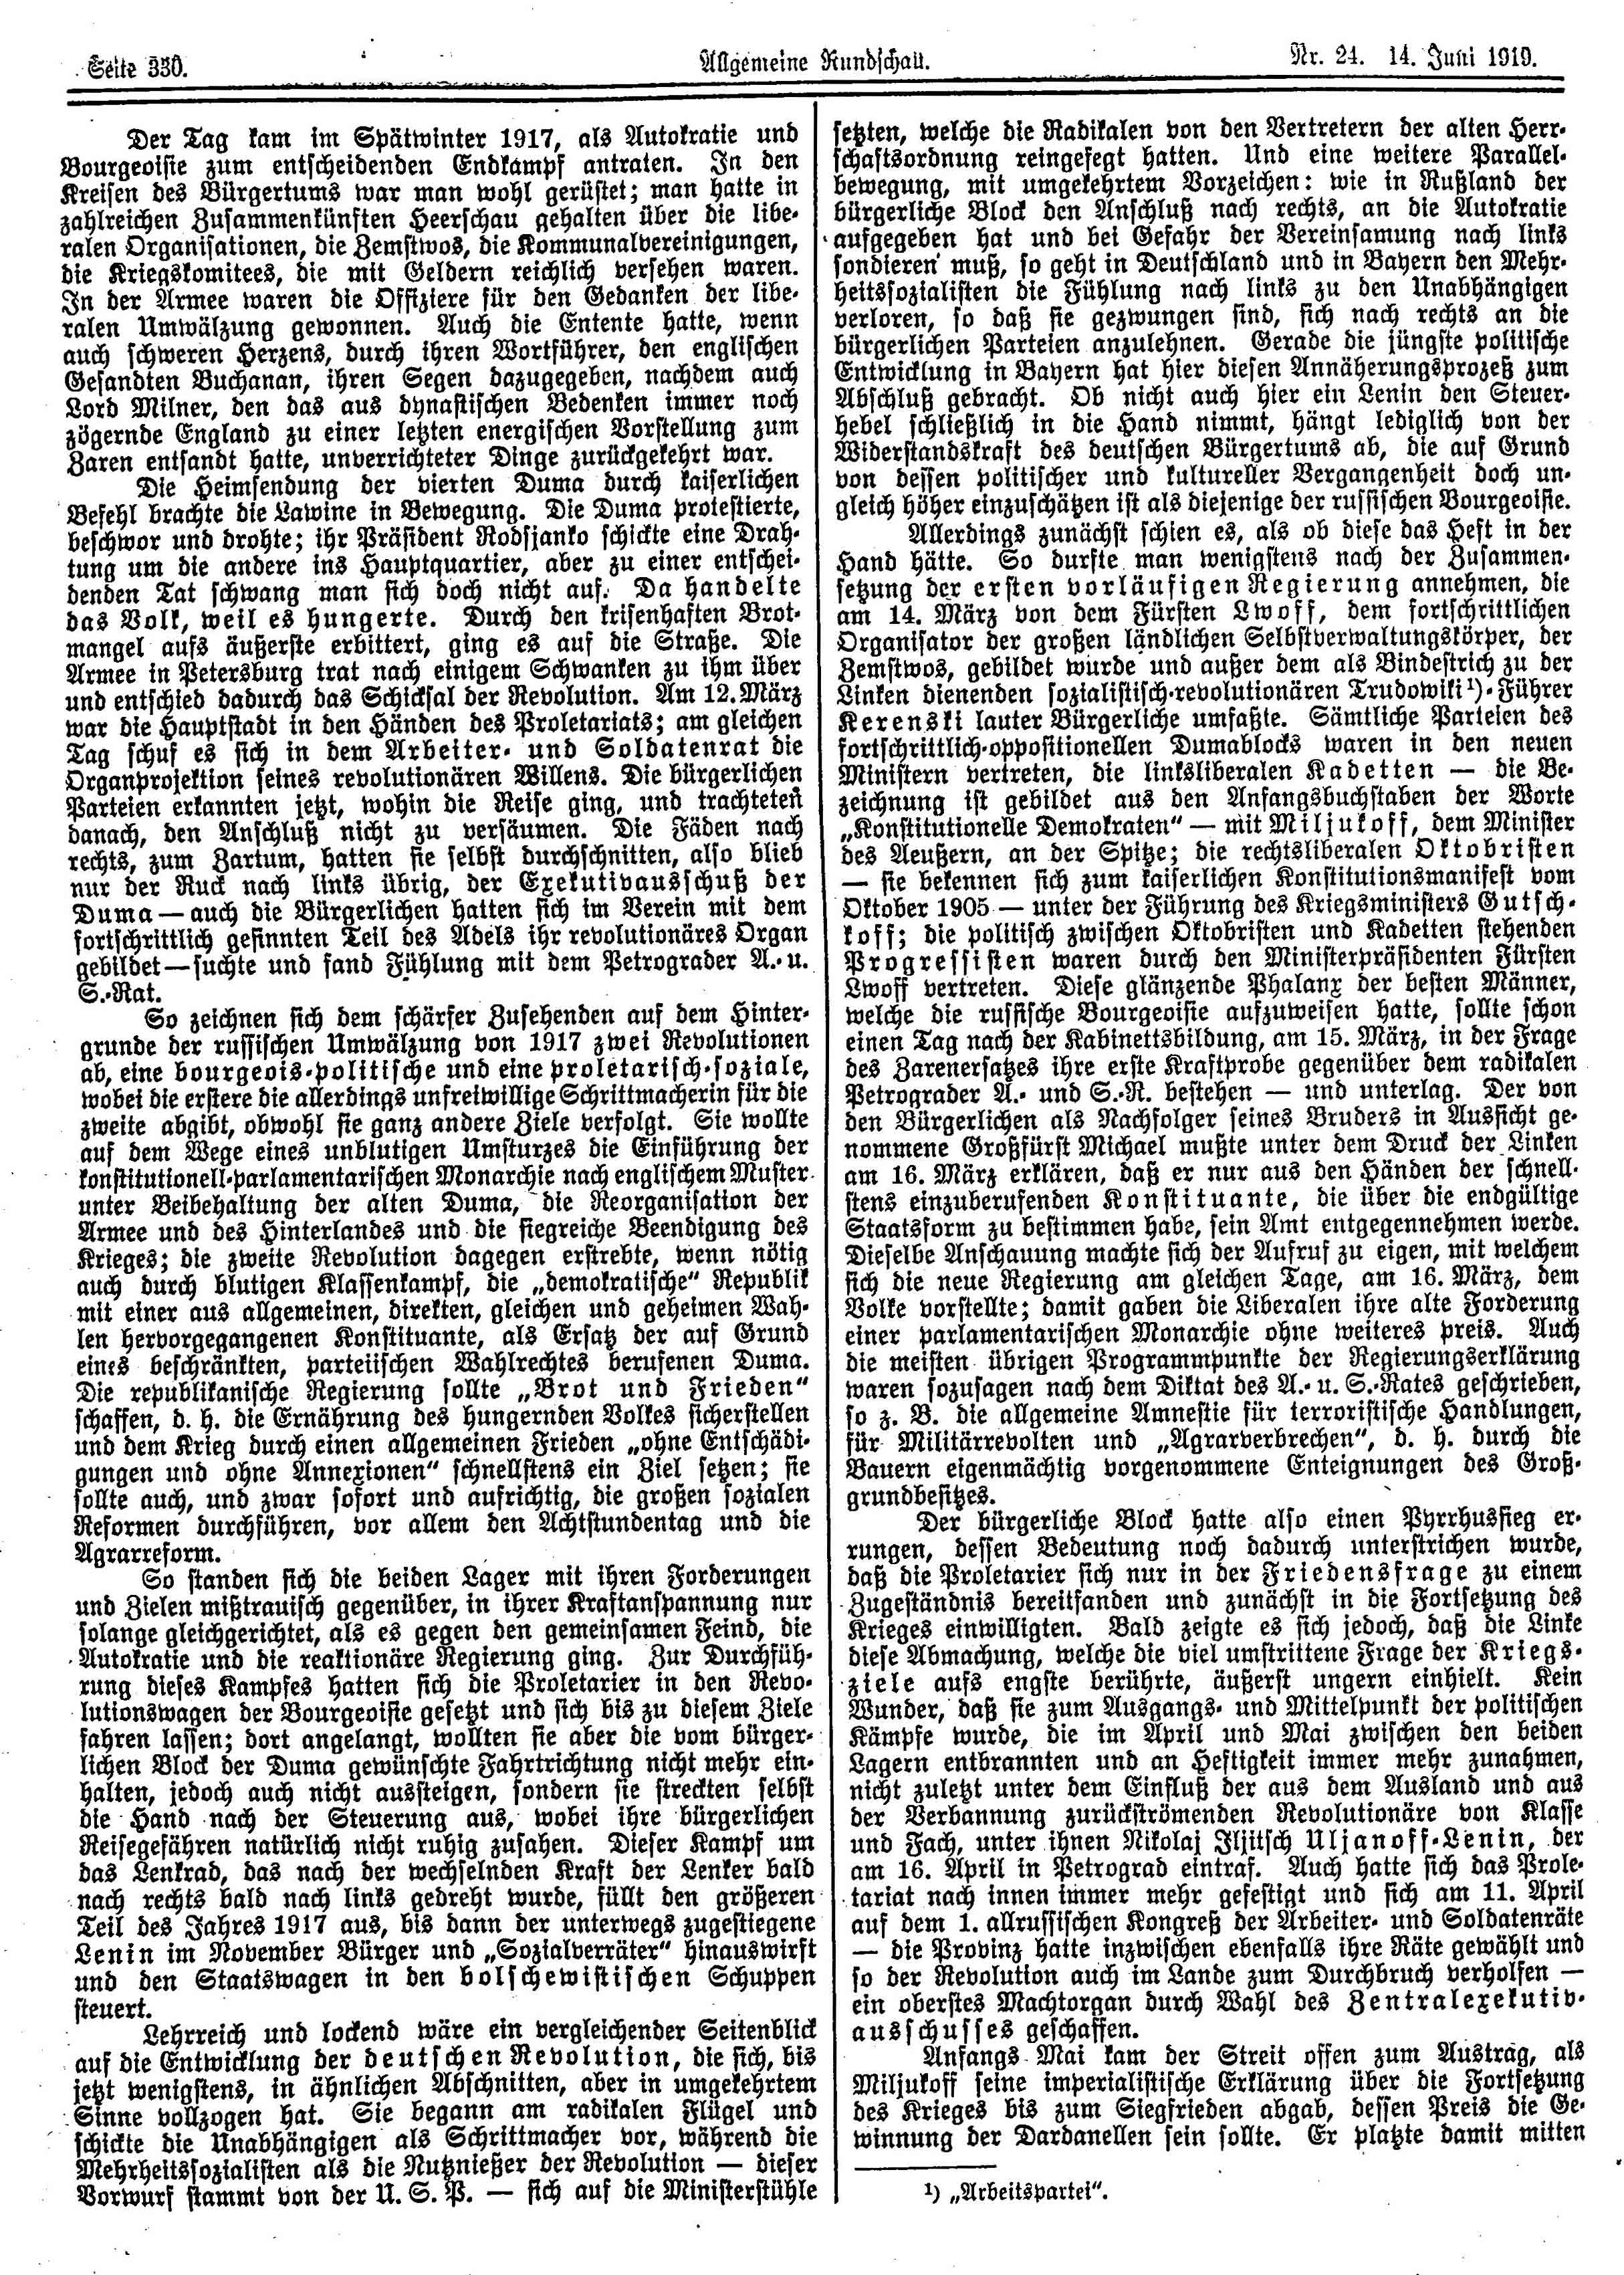 Seite 330.
Allgemeine Rundschau.
Nr. 24. 14. Juni 1919.
Der Tag kam im Spätwinter 1917, als Autokratie und
Bourgeoisie zum entscheidenden Endkampf antraten. In den
Kreisen des Bürgertums war man wohl gerüstet; man hatte in
zahlreichen Zusammenkünften Heerschau gehalten über die libe-
ralen Organisationen, die Zemstwos, die Kommunalvereinigungen,
die Kriegskomitees, die mit Geldern reichlich versehen waren.
In der Armee waren die Offiziere für den Gedanken der libe-
ralen Umwälzung gewonnen. Auch die Entente hatte, wenn
auch schweren Herzens, durch ihren Wortführer, den englischen
Gesandten Buchanan, ihren Segen dazugegeben, nachdem auch
Lord Milner, den das aus dynastischen Bedenken immer noch
zögernde England zu einer letzten energischen Vorstellung zum
Zaren entsandt hatte, unverrichteter Dinge zurückgekehrt war.
Die Heimsendung der vierten Duma durch kaiserlichen
Befehl brachte die Lawine in Bewegung. Die Duma protestierte,
beschwor und drohte; ihr Präsident Rodsjanko schickte eine Drah-
tung um die andere ins Hauptquartier, aber zu einer entschei-
denden Tat schwang man sich doch nicht auf. Da handelte
das Volk, weil es hungerte. Durch den krisenhaften Brot-
mangel aufs äußerste erbittert, ging es auf die Straße. Die
Armee in Petersburg trat nach einigem Schwanken zu ihm über
und entschied dadurch das Schicksal der Revolution. Am 12. März
war die Hauptstadt in den Händen des Proletariats; am gleichen
Tag schuf es sich in dem Arbeiter- und Soldatenrat die
Organprojektion seines revolutionären Willens. Die bürgerlichen
Parteien erkannten jetzt, wohin die Reise ging, und trachteten
danach, den Anschluß nicht zu versäumen. Die Fäden nach
rechts, zum Zartum, hatten sie selbst durchschnitten, also blieb
nur der Ruck nach links übrig, der Exekutivausschuß der
Duma — auch die Bürgerlichen hatten sich im Verein mit dem
fortschrittlich gesinnten Teil des Adels ihr revolutionäres Organ
gebildet — suchte und fand Fühlung mit dem Petrograder A.- u.
S.-Rat.
So zeichnen sich dem schärfer Zusehenden auf dem Hinter-
grunde der russischen Umwälzung von 1917 zwei Revolutionen
ab, eine bourgeois-politische und eine proletarisch-soziale,
wobei die erstere die allerdings unfreiwillige Schrittmacherin für die
zweite abgibt, obwohl sie ganz andere Ziele verfolgt. Sie wollte
auf dem Wege eines unblutigen Umsturzes die Einführung der
konstitutionell-parlamentarischen Monarchie nach englischem Muster
unter Beibehaltung der alten Duma, die Reorganisation der
Armee und des Hinterlandes und die siegreiche Beendigung des
Krieges; die zweite Revolution dagegen erstrebte, wenn nötig
auch durch blutigen Klassenkampf, die „demokratische“ Republik
mit einer aus allgemeinen, direkten, gleichen und geheimen Wah-
len hervorgegangenen Konstituante, als Ersatz der auf Grund
eines beschränkten, parteiischen Wahlrechtes berufenen Duma.
Die republikanische Regierung sollte „Brot und Frieden“
schaffen, d. h. die Ernährung des hungernden Volkes sicherstellen
und dem Krieg durch einen allgemeinen Frieden „ohne Entschädi-
gungen und ohne Annexionen“ schnellstens ein Ziel setzen; sie
sollte auch, und zwar sofort und aufrichtig, die großen sozialen
Reformen durchführen, vor allem den Achtstundentag und die
Agrarreform.
So standen sich die beiden Lager mit ihren Forderungen
und Zielen mißtrauisch gegenüber, in ihrer Kraftanspannung nur
solange gleichgerichtet, als es gegen den gemeinsamen Feind, die
Autokratie und die reaktionäre Regierung ging. Zur Durchfüh-
rung dieses Kampfes hatten sich die Proletarier in den Revo-
lutionswagen der Bourgeoisie gesetzt und sich bis zu diesem Ziele
fahren lassen; dort angelangt, wollten sie aber die vom bürger-
lichen Block der Duma gewünschte Fahrtrichtung nicht mehr ein-
halten, jedoch auch nicht aussteigen, sondern sie streckten selbst
die Hand nach der Steuerung aus, wobei ihre bürgerlichen
Reisegefähren natürlich nicht ruhig zusahen. Dieser Kampf um
das Lenkrad, das nach der wechselnden Kraft der Lenker bald
nach rechts bald nach links gedreht wurde, füllt den größeren
Teil des Jahres 1917 aus, bis dann der unterwegs zugestiegene
Lenin im November Bürger und „Sozialverräter“ hinauswirft
und den Staatswagen in den bolschewistischen Schuppen
steuert.
Lehrreich und lockend wäre ein vergleichender Seitenblick
auf die Entwicklung der deutschen Revolution, die sich, bis
jetzt wenigstens, in ähnlichen Abschnitten, aber in umgekehrtem
Sinne vollzogen hat. Sie begann am radikalen Flügel und
schickte die Unabhängigen als Schrittmacher vor, während die
Mehrheitssozialisten als die Nutznießer der Revolution — dieser
Vorwurf stammt von der U. S. P. — sich auf die Ministerstühle
setzten, welche die Radikalen von den Vertretern der alten Herr-
schaftsordnung reingefegt hatten. Und eine weitere Parallel-
bewegung, mit umgekehrtem Vorzeichen: wie in Rußland der
bürgerliche Block den Anschluß nach rechts, an die Autokratie
aufgegeben hat und bei Gefahr der Vereinsamung nach links
sondieren muß, so geht in Deutschland und in Bayern den Mehr-
heitssozialisten die Fühlung nach links zu den Unabhängigen
verloren, so daß sie gezwungen sind, sich nach rechts an die
bürgerlichen Parteien anzulehnen. Gerade die jüngste politische
Entwicklung in Bayern hat hier diesen Annäherungsprozeß zum
Abschluß gebracht. Ob nicht auch hier ein Lenin den Steuer-
hebel schließlich in die Hand nimmt, hängt lediglich von der
Widerstandskraft des deutschen Bürgertums ab, die auf Grund
von dessen politischer und kultureller Vergangenheit doch un-
gleich höher einzuschätzen ist als diejenige der russischen Bourgeoisie.
Allerdings zunächst schien es, als ob diese das Heft in der
Hand hätte. So durfte man wenigstens nach der Zusammen-
setzung der ersten vorläufigen Regierung annehmen, die
am 14. März von dem Fürsten Lwoff, dem fortschrittlichen
Organisator der großen ländlichen Selbstverwaltungskörper, der
Zemstwos, gebildet wurde und außer dem als Bindestrich zu der
Linken dienenden sozialistisch-revolutionären Trudowiki¹)-Führer
Kerenski lauter Bürgerliche umfaßte. Sämtliche Parteien des
fortschrittlich-oppositionellen Dumablocks waren in den neuen
Ministern vertreten, die linksliberalen Kadetten — die Be-
zeichnung ist gebildet aus den Anfangsbuchstaben der Worte
„Konstitutionelle Demokraten“ — mit Miljukoff, dem Minister
des Aeußern, an der Spitze; die rechtsliberalen Oktobristen
— sie bekennen sich zum kaiserlichen Konstitutionsmanifest vom
Oktober 1905 — unter der Führung des Kriegsministers Gutsch-
koff; die politisch zwischen Oktobristen und Kadetten stehenden
Progressisten waren durch den Ministerpräsidenten Fürsten
Lwoff vertreten. Diese glänzende Phalanx der besten Männer,
welche die russische Bourgeoisie aufzuweisen hatte, sollte schon
einen Tag nach der Kabinettsbildung, am 15. März, in der Frage
des Zarenersatzes ihre erste Kraftprobe gegenüber dem radikalen
Petrograder A.- und S.-R. bestehen — und unterlag. Der von
den Bürgerlichen als Nachfolger seines Bruders in Aussicht ge-
nommene Großfürst Michael mußte unter dem Druck der Linken
am 16. März erklären, daß er nur aus den Händen der schnell-
stens einzuberufenden Konstituante, die über die endgültige
Staatsform zu bestimmen habe, sein Amt entgegennehmen werde.
Dieselbe Anschauung machte sich der Aufruf zu eigen, mit welchem
sich die neue Regierung am gleichen Tage, am 16. März, dem
Volke vorstellte; damit gaben die Liberalen ihre alte Forderung
einer parlamentarischen Monarchie ohne weiteres preis. Auch
die meisten übrigen Programmpunkte der Regierungserklärung
waren sozusagen nach dem Diktat des A.- u. S.-Rates geschrieben,
so z. B. die allgemeine Amnestie für terroristische Handlungen,
für Militärrevolten und „Agrarverbrechen“, d. h. durch die
Bauern eigenmächtig vorgenommene Enteignungen des Groß-
grundbesitzes.
Der bürgerliche Block hatte also einen Pyrrhussieg er-
rungen, dessen Bedeutung noch dadurch unterstrichen wurde,
daß die Proletarier sich nur in der Friedensfrage zu einem
Zugeständnis bereitfanden und zunächst in die Fortsetzung des
Krieges einwilligten. Bald zeigte es sich jedoch, daß die Linke
diese Abmachung, welche die viel umstrittene Frage der Kriegs-
ziele aufs engste berührte, äußerst ungern einhielt. Kein
Wunder, daß sie zum Ausgangs- und Mittelpunkt der politischen
Kämpfe wurde, die im April und Mai zwischen den beiden
Lagern entbrannten und an Heftigkeit immer mehr zunahmen,
nicht zuletzt unter dem Einfluß der aus dem Ausland und aus
der Verbannung zurückströmenden Revolutionäre von Klasse
und Fach, unter ihnen Nikolaj Iljitsch Uljanoff-Lenin, der
am 16. April in Petrograd eintraf. Auch hatte sich das Prole-
tariat nach innen immer mehr gefestigt und sich am 11. April
auf dem 1. allrussischen Kongreß der Arbeiter- und Soldatenräte
— die Provinz hatte inzwischen ebenfalls ihre Räte gewählt und
so der Revolution auch im Lande zum Durchbruch verholfen —
ein oberstes Machtorgan durch Wahl des Zentralexekutiv-
ausschusses geschaffen.
Anfangs Mai kam der Streit offen zum Austrag, als
Miljukoff seine imperialistische Erklärung über die Fortsetzung
des Krieges bis zum Siegfrieden abgab, dessen Preis die Ge-
winnung der Dardanellen sein sollte. Er platzte damit mitten
¹) „Arbeitspartei“.